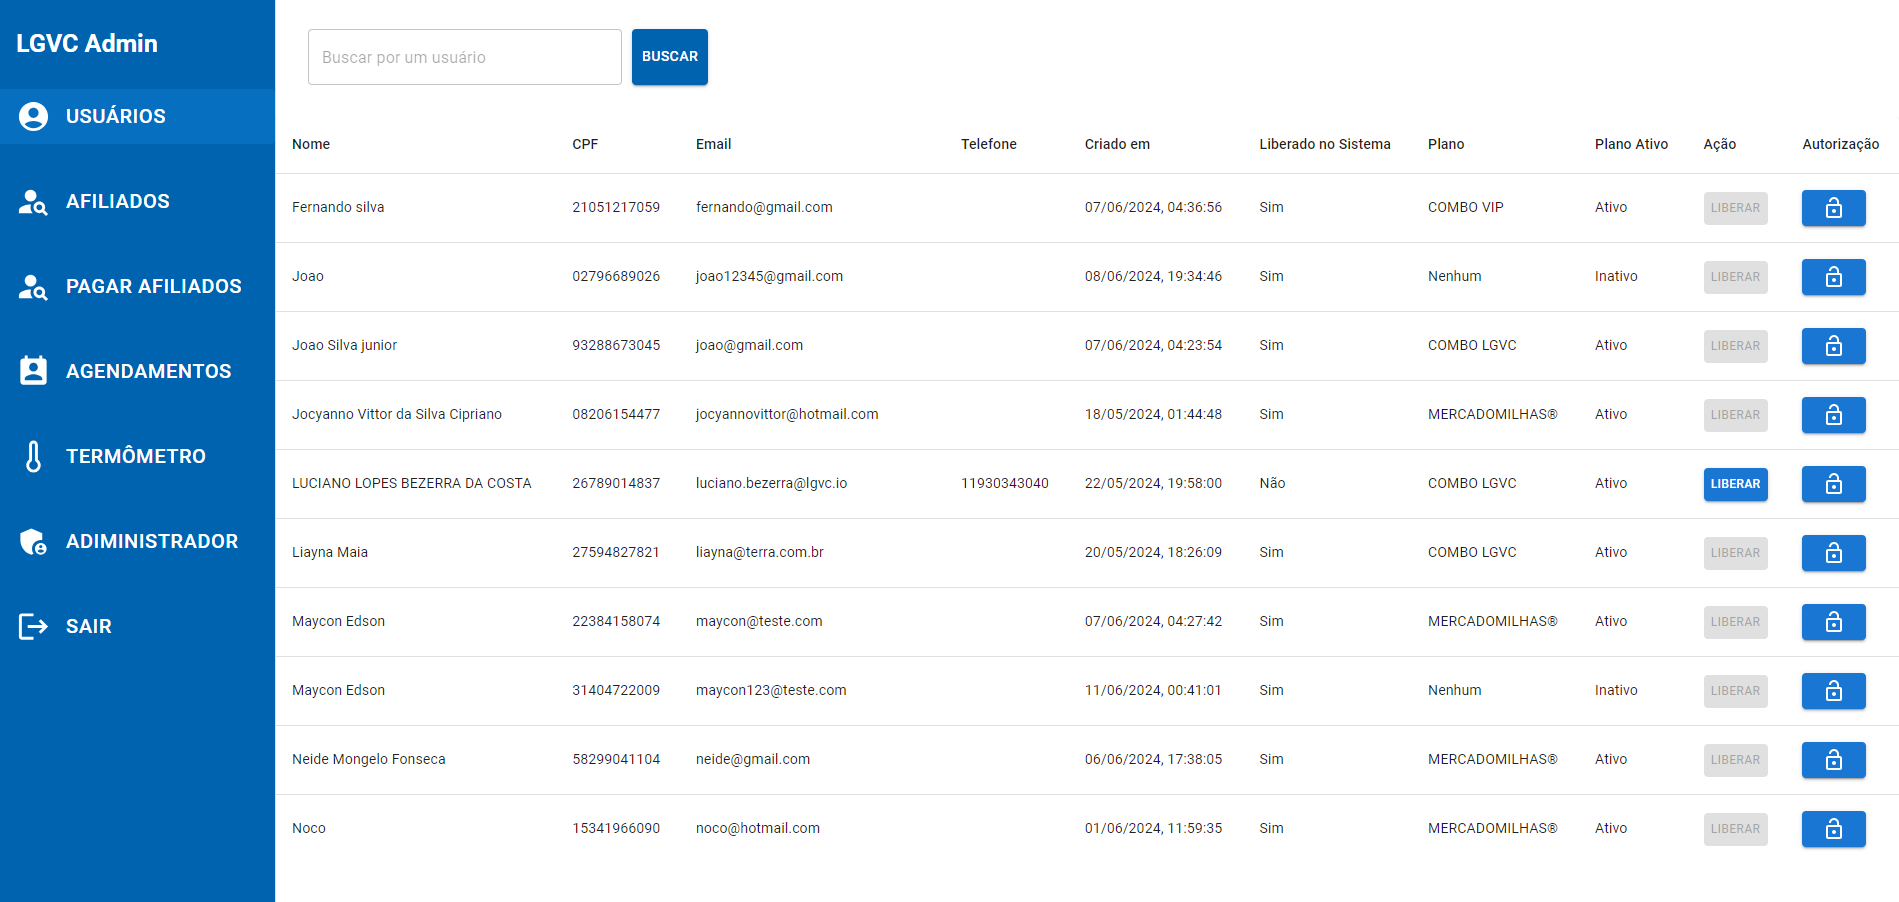 LGVC Admin
USUÁRIOS
AFILIADOS
PAGAR AFILIADOS
AGENDAMENTOS
TERMÔMETRO
ADIMINISTRADOR
SAIR
Buscar por um usuário BUSCAR
Nome CPF Email Telefone Criado em Liberado no Sistema Plano Plano Ativo Ação Autorização
Fernando silva 21051217059 fernando@gmail.com 07/06/2024, 04:36:56 Sim COMBO VIP Ativo LIBERAR
Joao 02796689026 joao12345@gmail.com 08/06/2024, 19:34:46 Sim Nenhum Inativo LIBERAR
Joao Silva junior 93288673045 joao@gmail.com 07/06/2024, 04:23:54 Sim COMBO LGVC Ativo LIBERAR
Jocyanno Vittor da Silva Cipriano 08206154477 jocyannovittor@hotmail.com 18/05/2024, 01:44:48 Sim MERCADOMILHAS® Ativo LIBERAR
LUCIANO LOPES BEZERRA DA COSTA 26789014837 luciano.bezerra@lgvc.io 11930343040 22/05/2024, 19:58:00 Não COMBO LGVC Ativo LIBERAR
Liayna Maia 27594827821 liayna@terra.com.br 20/05/2024, 18:26:09 Sim COMBO LGVC Ativo LIBERAR
Maycon Edson 22384158074 maycon@teste.com 07/06/2024, 04:27:42 Sim MERCADOMILHAS® Ativo LIBERAR
Maycon Edson 31404722009 maycon123@teste.com 11/06/2024, 00:41:01 Sim Nenhum Inativo LIBERAR
Neide Mongelo Fonseca 58299041104 neide@gmail.com 06/06/2024, 17:38:05 Sim MERCADOMILHAS® Ativo LIBERAR
Noco 15341966090 noco@hotmail.com 01/06/2024, 11:59:35 Sim MERCADOMILHAS® Ativo LIBERAR